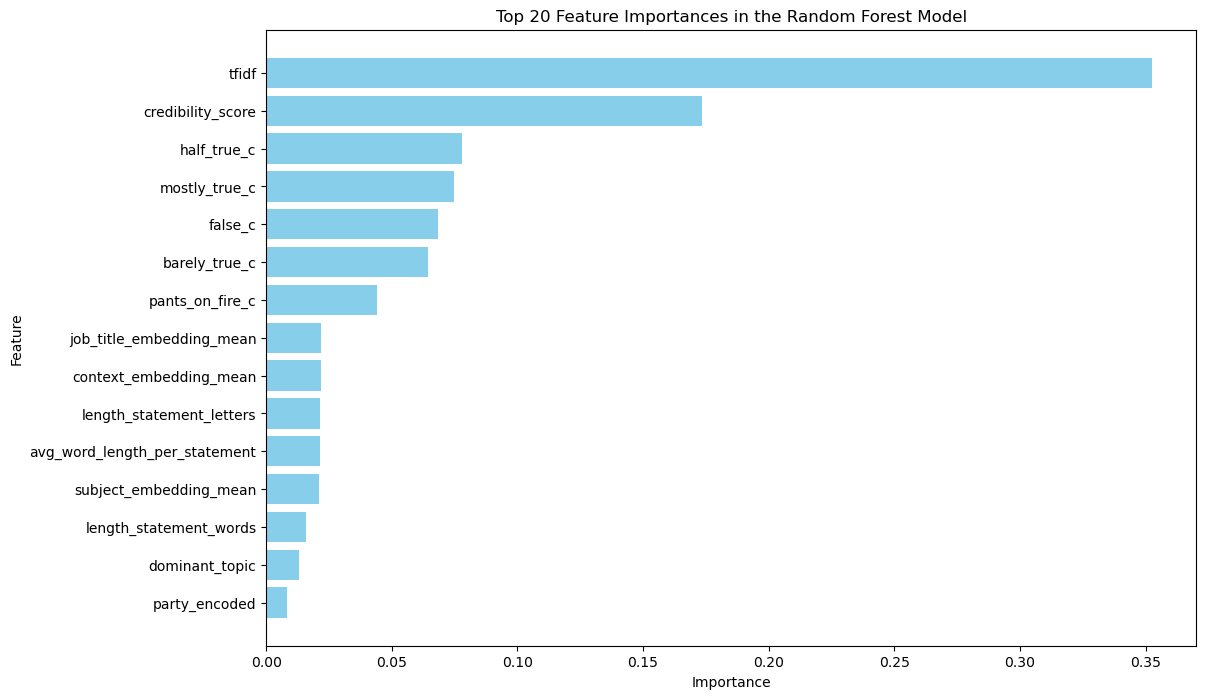 Top 20 Feature Importances in the Random Forest Model
tfidf
credibility_score
half_true_c
mostly_true_c
false_c
barely_true_c
pants_on_fire_c
job_title_embedding_mean
context_embedding_mean
length_statement_letters
avg_word_length_per_statement
subject_embedding_mean
length_statement_words
dominant_topic
party_encoded
Feature
0.00 0.05 0.10 0.15 0.20 0.25 0.30 0.35
Importance